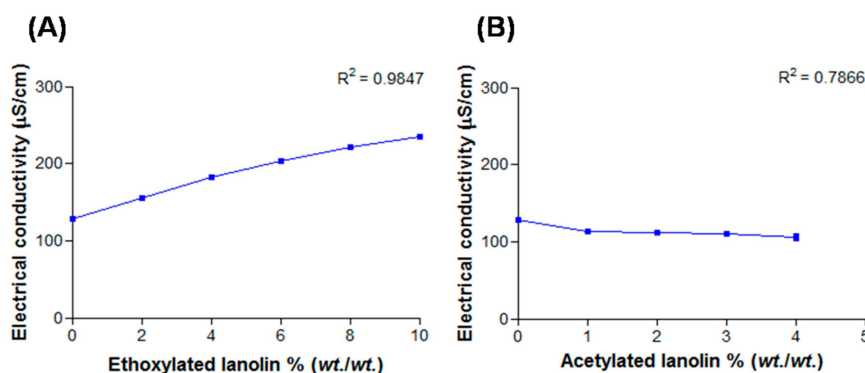 (A)
R² = 0.9847
Electrical conductivity (µS/cm)
300
200
100
0
0 2 4 6 8 10
Ethoxylated lanolin % (wt./wt.)
(B)
R² = 0.7866
Electrical conductivity (µS/cm)
300
200
100
0
0 1 2 3 4 5
Acetylated lanolin % (wt./wt.)